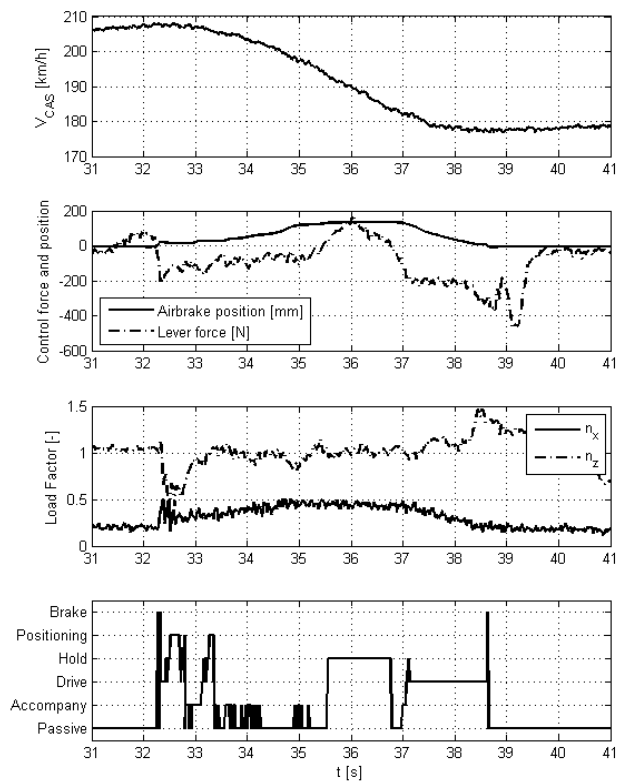 210
200
190
180
170
V_CAS [km/h]
31 32 33 34 35 36 37 38 39 40 41
200
0
-200
-400
-600
Control force and position
Airbrake position [mm]
Lever force [N]
31 32 33 34 35 36 37 38 39 40 41
1.5
1
0.5
0
Load Factor [-]
n_x
n_z
31 32 33 34 35 36 37 38 39 40 41
Brake
Positioning
Hold
Drive
Accompany
Passive
31 32 33 34 35 36 37 38 39 40 41
t [s]